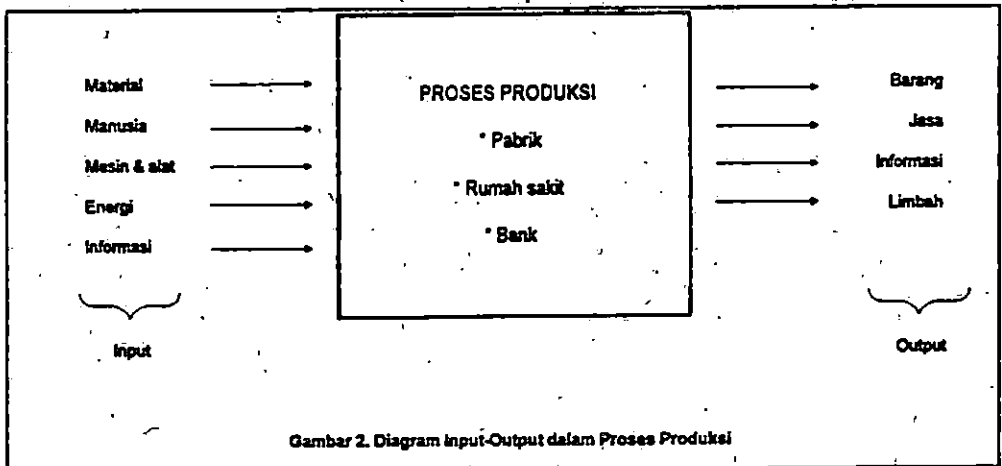 Material
Manusia
Mesin & alat
Energi
Informasi
Input
PROSES PRODUKSI
* Pabrik
* Rumah sakit
* Bank
Barang
Jasa
Informasi
Limbah
Output
Gambar 2. Diagram Input-Output dalam Proses Produksi